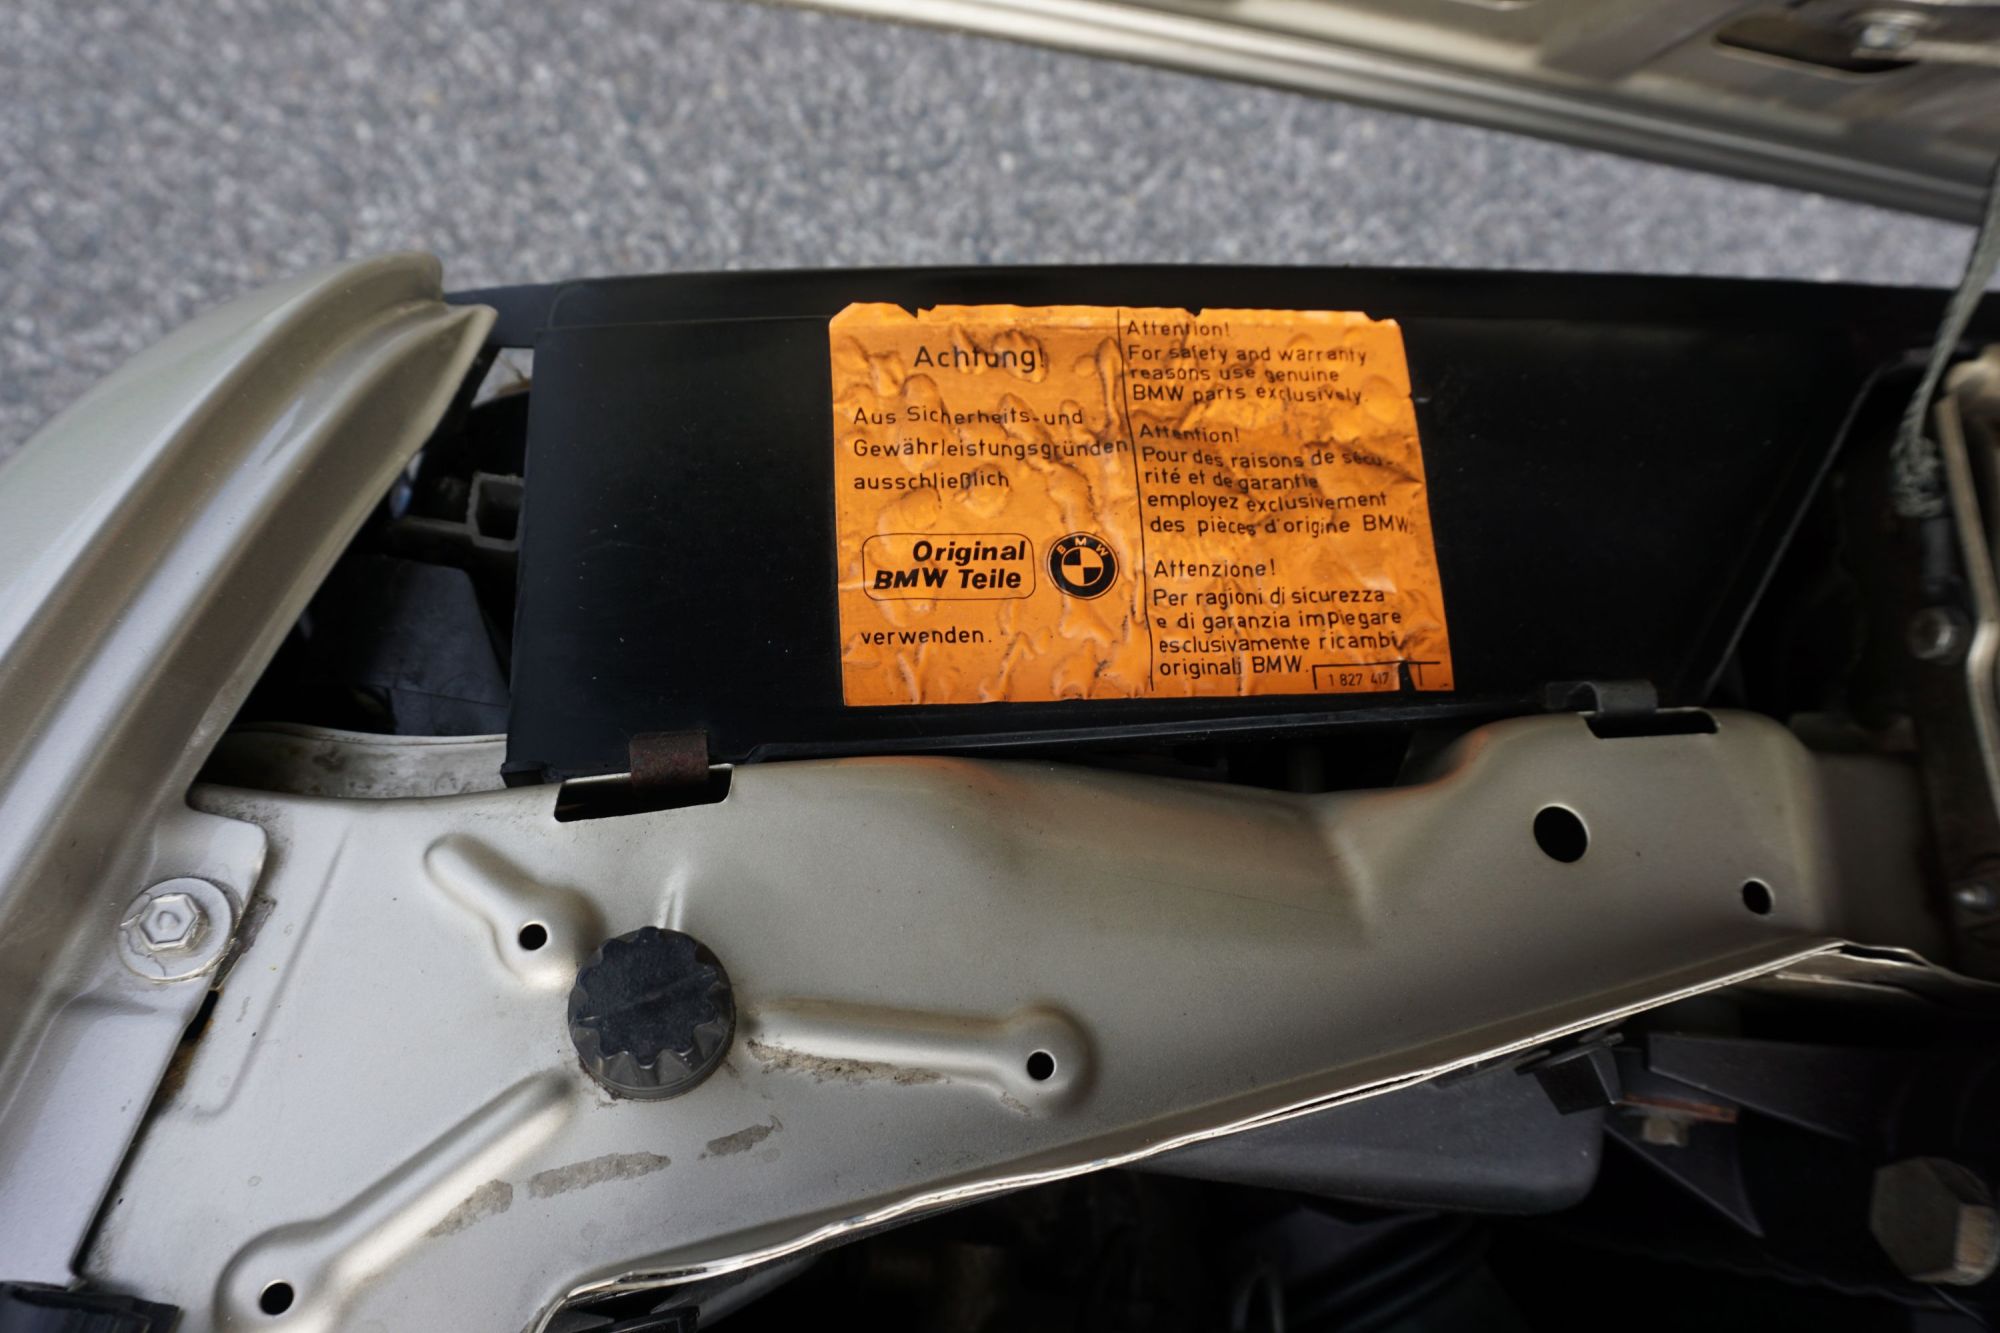 Achtung!
Aus Sicherheits-und
Gewährleistungsgründen
ausschließlich
Original
BMW Teile
BMW
verwenden.
Attention!
For safety and warranty
reasons use genuine
BMW parts exclusively.
Attention!
Pour des raisons de sécu-
rité et de garantie
employez exclusivement
des pièces d'origine BMW.
Attenzione!
Per ragioni di sicurezza
e di garanzia impiegare
esclusivamente ricambi
originali BMW.
1 827 417